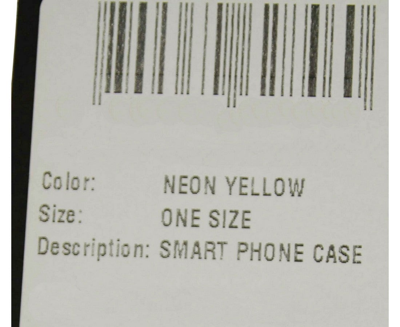 Color: NEON YELLOW
Size: ONE SIZE
Description: SMART PHONE CASE